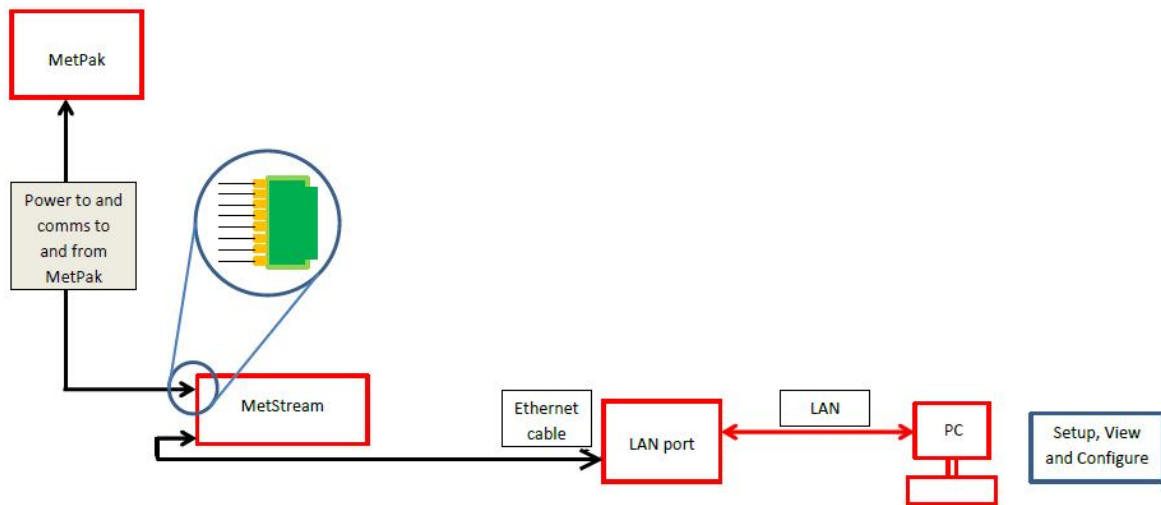 MetPak
Power to and
comms to
and from
MetPak
MetStream
Ethernet
cable
LAN port
LAN
PC
Setup, View
and Configure